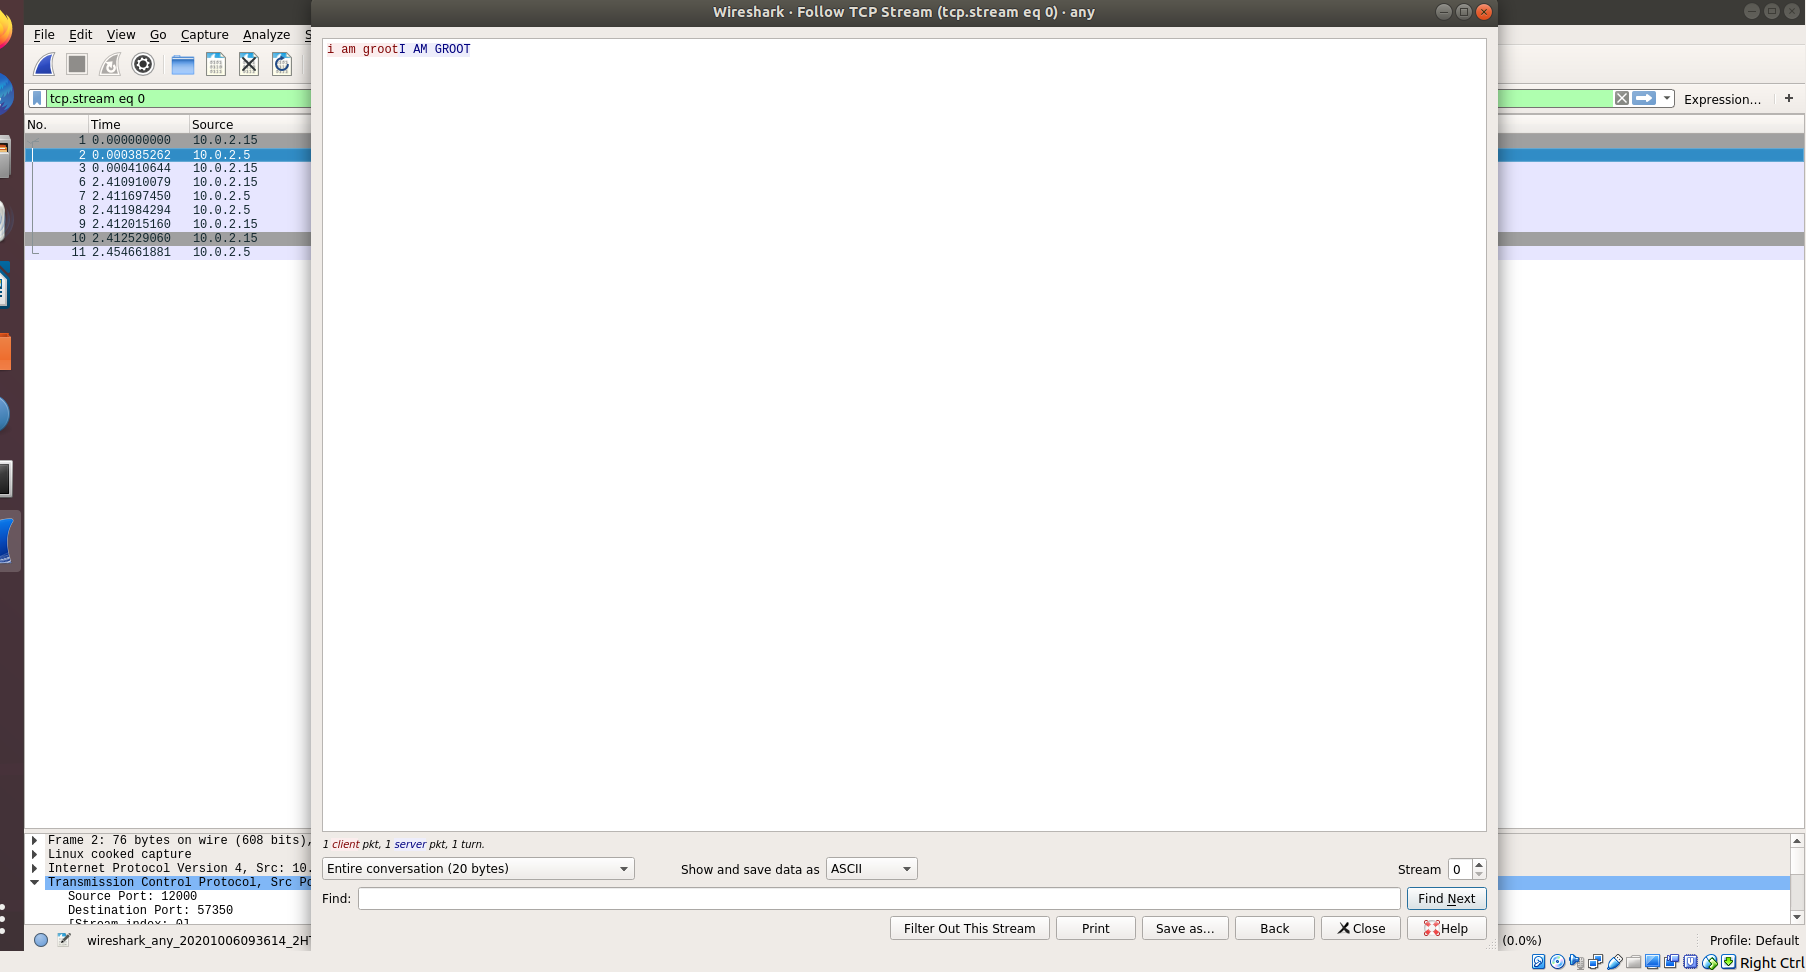 Wireshark · Follow TCP Stream (tcp.stream eq 0) · any
File Edit View Go Capture Analyze S
i am grootI AM GROOT
tcp.stream eq 0
Expression… +
No. Time Source
1 0.000000000 10.0.2.15
2 0.000385262 10.0.2.5
3 0.000410644 10.0.2.15
6 2.410910079 10.0.2.15
7 2.411697450 10.0.2.5
8 2.411984294 10.0.2.5
9 2.412015160 10.0.2.15
10 2.412529060 10.0.2.15
11 2.454661881 10.0.2.5
Frame 2: 76 bytes on wire (608 bits),
Linux cooked capture
Internet Protocol Version 4, Src: 10.
Transmission Control Protocol, Src Po
Source Port: 12000
Destination Port: 57350
[Stream index: 0]
1 client pkt, 1 server pkt, 1 turn.
Entire conversation (20 bytes) Show and save data as ASCII Stream 0
Find: Find Next
Filter Out This Stream Print Save as… Back Close Help
wireshark_any_20201006093614_2H
(0.0%) Profile: Default
Right Ctrl